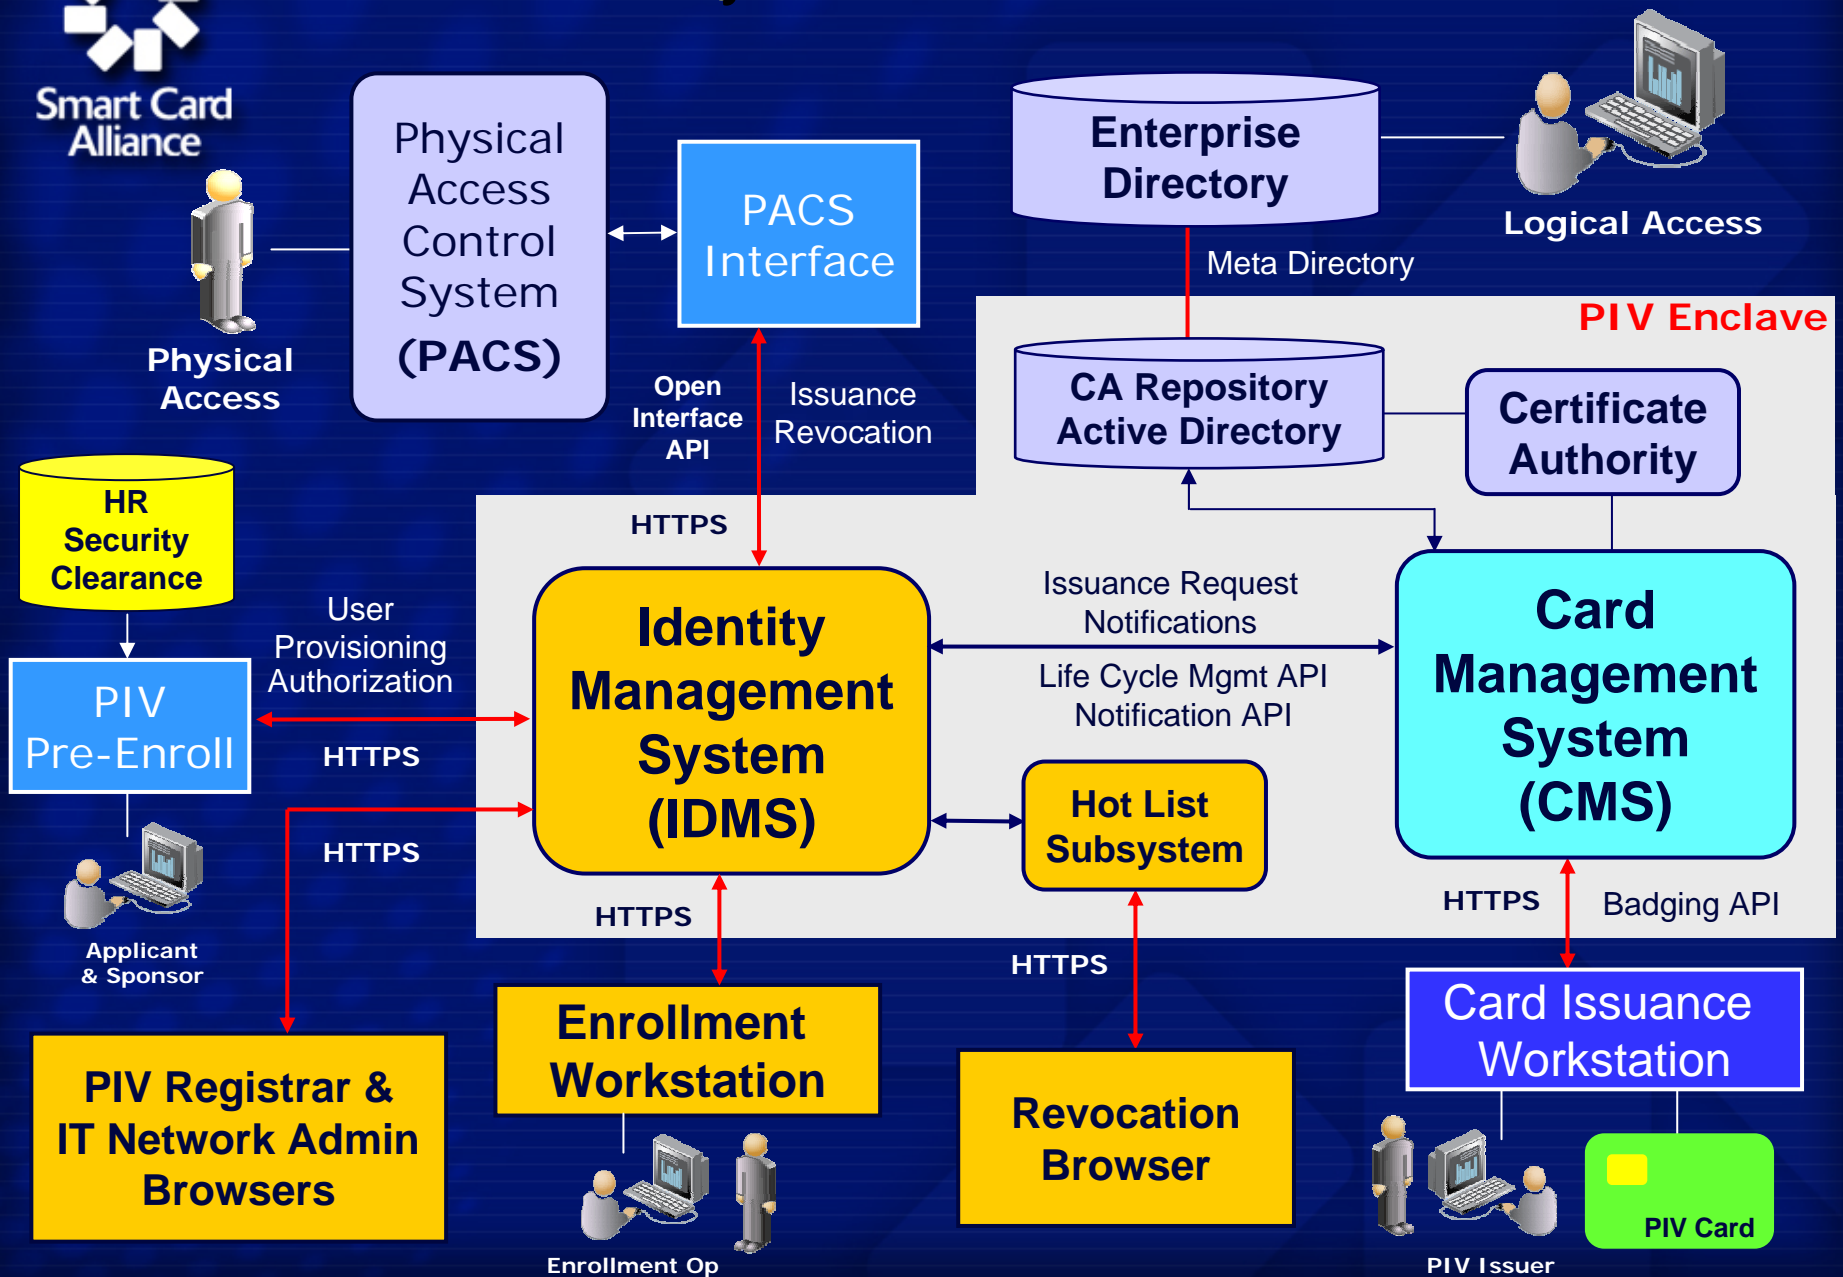 Smart Card
Alliance
Physical
Access
Control
System
(PACS)
PACS
Interface
Enterprise
Directory
Logical Access
Meta Directory
Physical
Access
PIV Enclave
Open
Interface
API
Issuance
Revocation
CA Repository
Active Directory
Certificate
Authority
HR
Security
Clearance
HTTPS
User
Provisioning
Authorization
PIV
Pre-Enroll
HTTPS
Identity
Management
System
(IDMS)
Issuance Request
Notifications
Life Cycle Mgmt API
Notification API
Card
Management
System
(CMS)
Hot List
Subsystem
HTTPS
Applicant
& Sponsor
HTTPS
HTTPS
HTTPS
Badging API
PIV Registrar &
IT Network Admin
Browsers
Enrollment
Workstation
Enrollment Op
Revocation
Browser
Card Issuance
Workstation
PIV Issuer
PIV Card